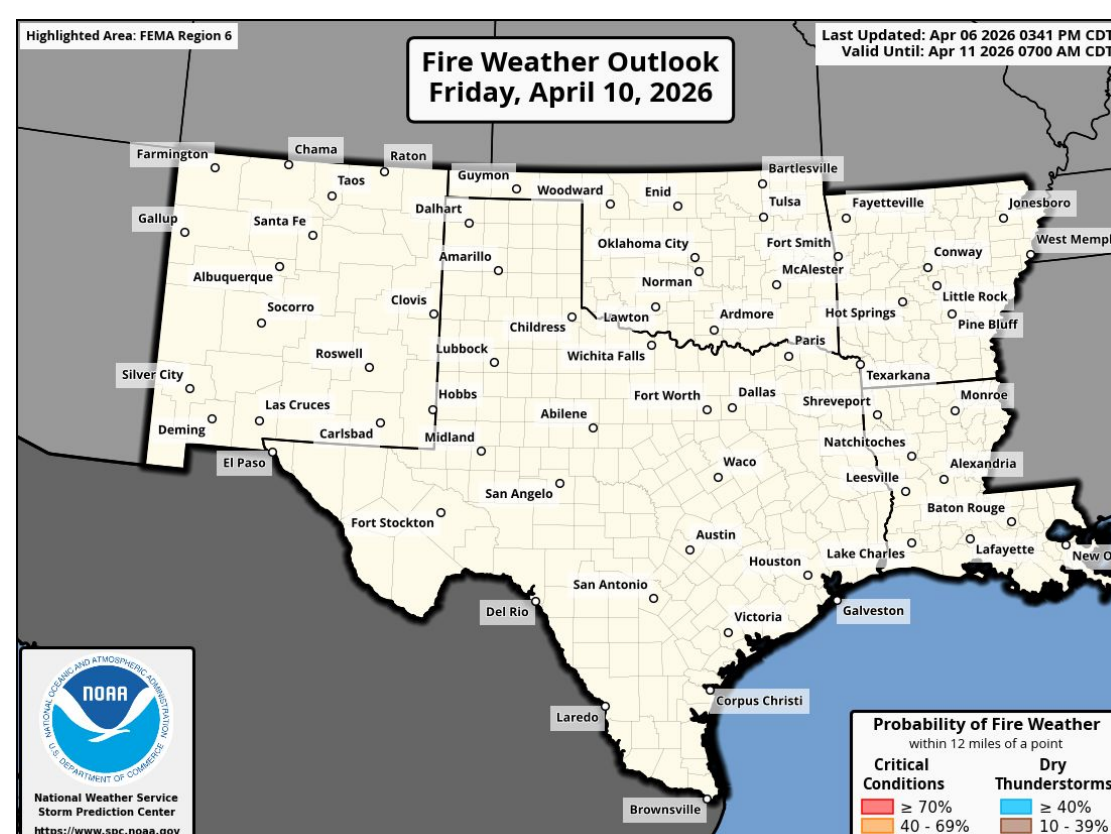 Highlighted Area: FEMA Region 6
Last Updated: Apr 06 2026 0341 PM CDT
Valid Until: Apr 11 2026 0700 AM CDT
Fire Weather Outlook
Friday, April 10, 2026
Farmington
Chama
Raton
Taos
Guymon
Woodward
Enid
Bartlesville
Tulsa
Fayetteville
Jonesboro
Gallup
Santa Fe
Dalhart
Oklahoma City
Fort Smith
West Memp
Conway
Albuquerque
Amarillo
Norman
McAlester
Little Rock
Socorro
Clovis
Childress
Lawton
Ardmore
Hot Springs
Pine Bluff
Roswell
Lubbock
Wichita Falls
Paris
Texarkana
Silver City
Las Cruces
Hobbs
Abilene
Fort Worth
Dallas
Shreveport
Monroe
Deming
Carlsbad
Midland
Natchitoches
El Paso
San Angelo
Waco
Leesville
Alexandria
Fort Stockton
Baton Rouge
Austin
Houston
Lake Charles
Lafayette
New O
San Antonio
Del Rio
Victoria
Galveston
Laredo
Corpus Christi
Brownsville
NATIONAL OCEANIC AND ATMOSPHERIC ADMINISTRATION
NOAA
U.S. DEPARTMENT OF COMMERCE
National Weather Service
Storm Prediction Center
https://www.spc.noaa.gov
Probability of Fire Weather
within 12 miles of a point
Critical
Conditions
Dry
Thunderstorms
≥ 70%
≥ 40%
40 - 69%
10 - 39%